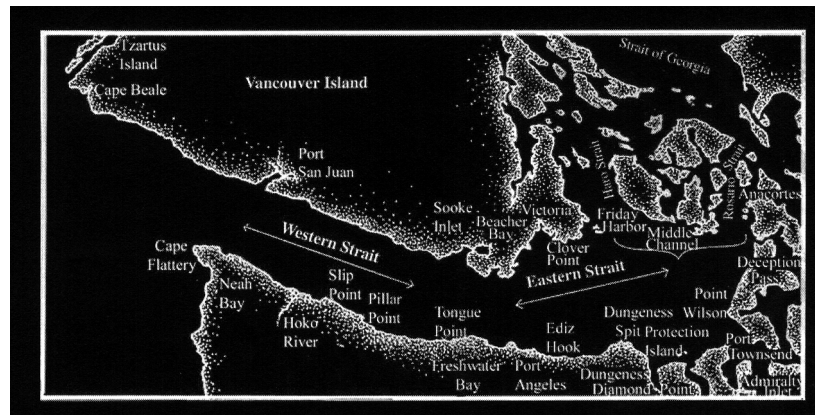 Tzartus
Island
Cape Beale
Vancouver Island
Strait of Georgia
Port
San Juan
Haro Strait
Rosario Strait
Anacortes
Sooke
Inlet
Beacher
Bay
Victoria
Friday
Harbor
Middle
Channel
Clover
Point
Western Strait
Eastern Strait
Cape
Flattery
Neah
Bay
Slip
Point
Pillar
Point
Hoko
River
Tongue
Point
Freshwater
Bay
Ediz
Hook
Port
Angeles
Dungeness
Spit
Protection
Island
Point
Wilson
Deception
Pass
Port
Townsend
Dungeness
Diamond Point
Admiralty
Inlet